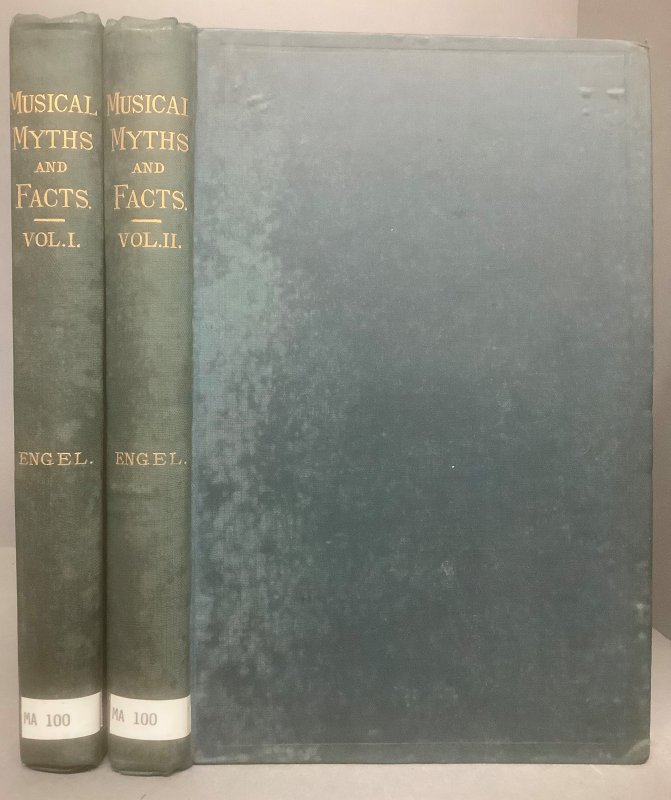 MUSICAL
MYTHS
AND
FACTS.
VOL.I.
ENGEL.
MA 100
MUSICAL
MYTHS
AND
FACTS.
VOL.II.
ENGEL.
MA 100